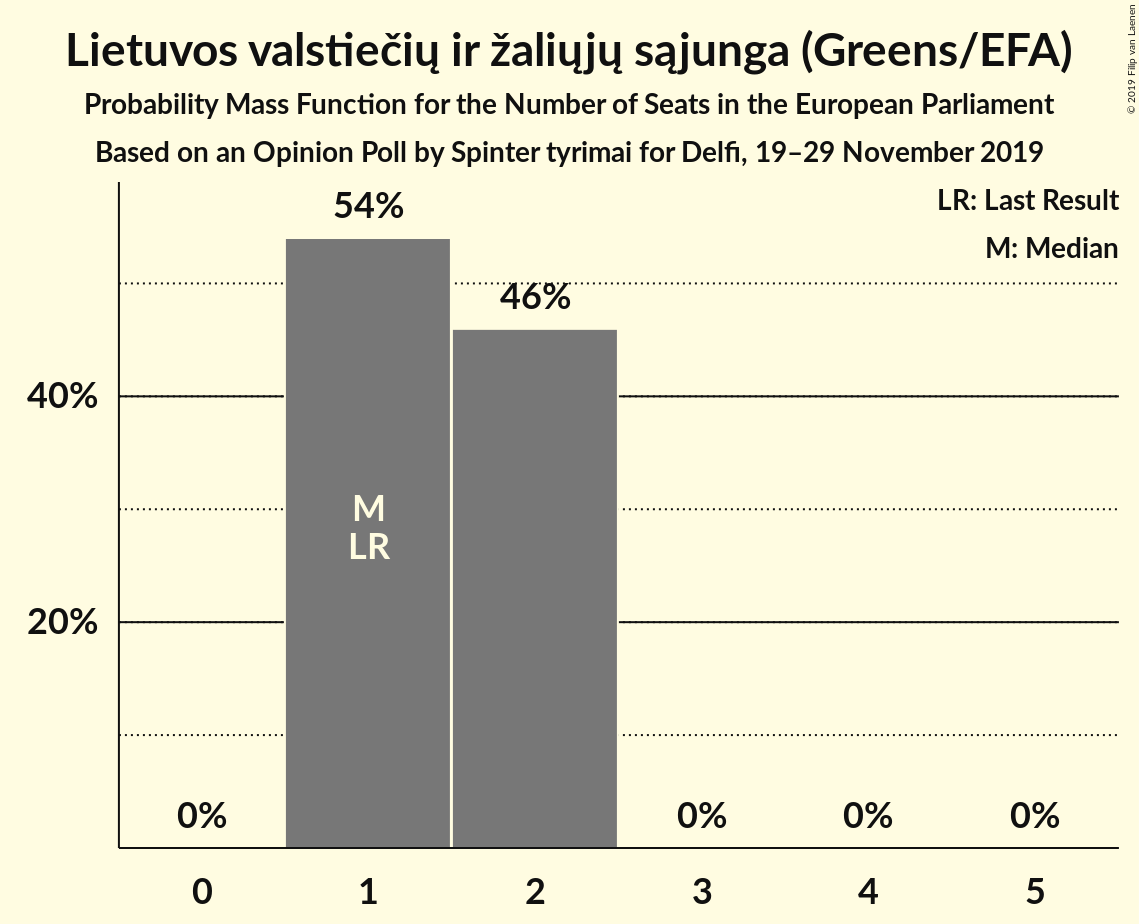 Lietuvos valstiečių ir žaliųjų sąjunga (Greens/EFA)
Probability Mass Function for the Number of Seats in the European Parliament
Based on an Opinion Poll by Spinter tyrimai for Delfi, 19–29 November 2019
© 2019 Filip van Laenen
LR: Last Result
M: Median
54%
46%
40%
20%
M
LR
0%
0%
0%
0%
0
1
2
3
4
5